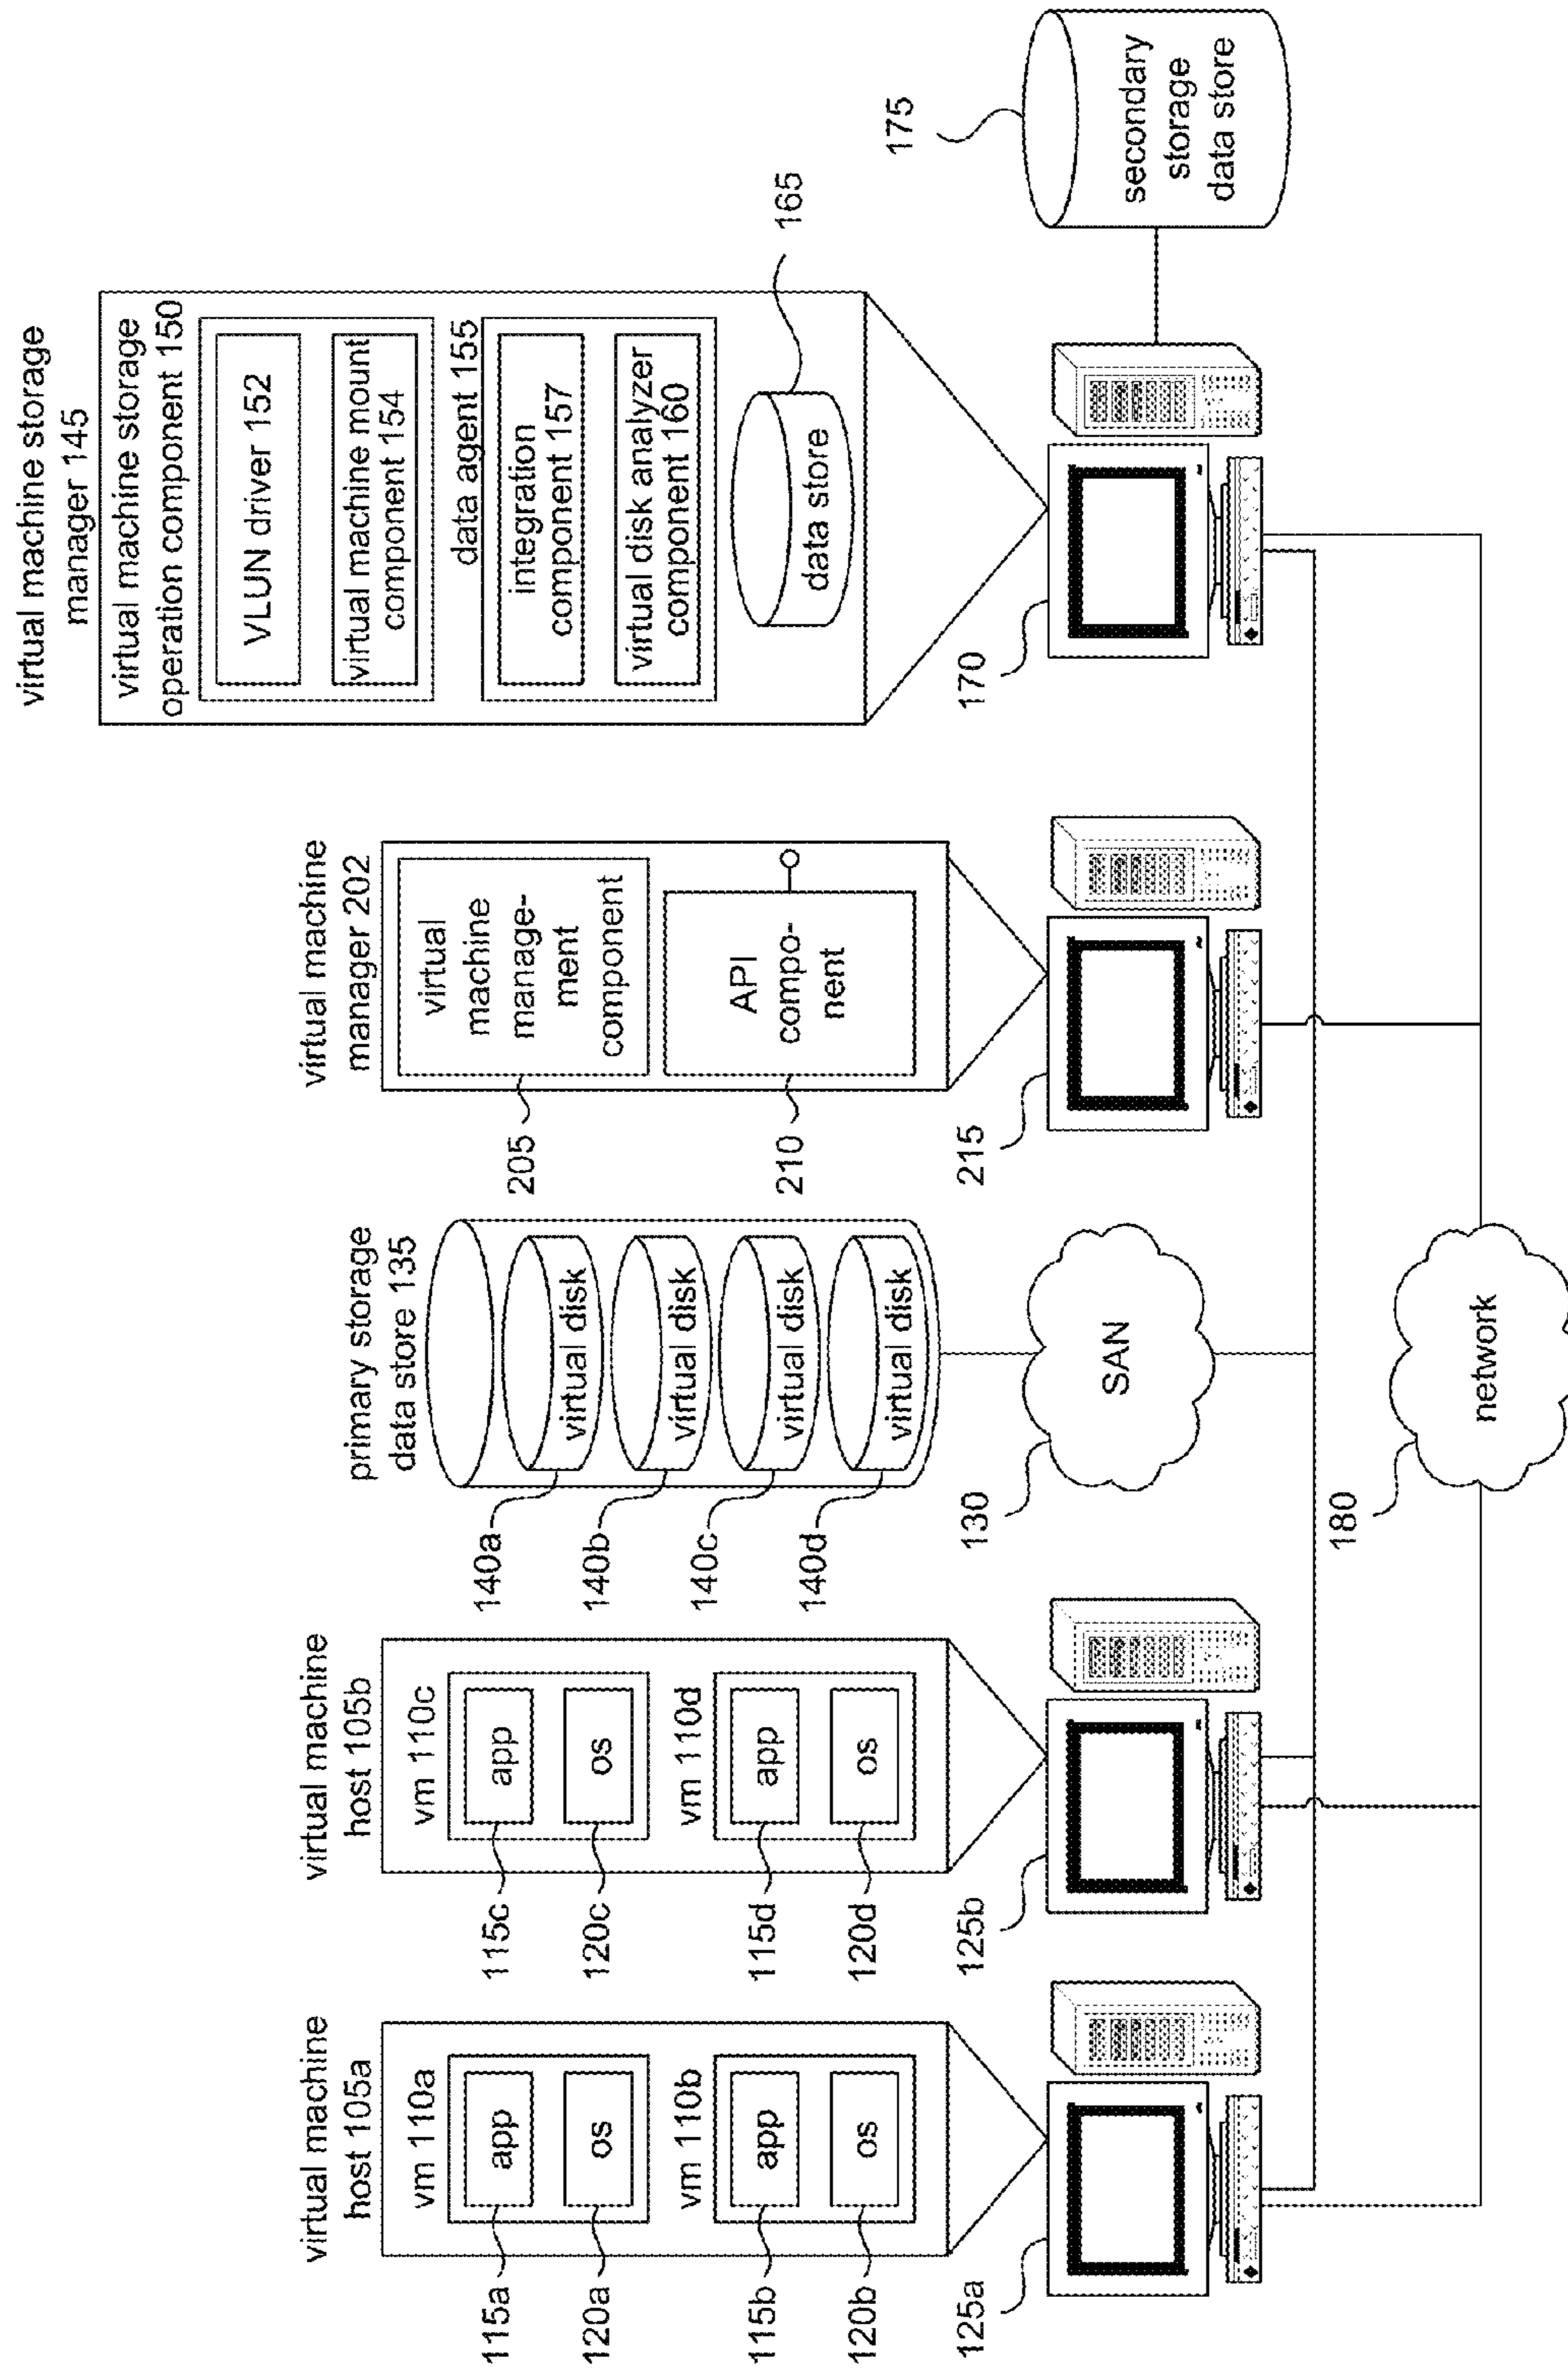 virtual machine
host 105a
vm 110a
app
os
vm 110b
app
os
115a
120a
115b
120b
125a
virtual machine
host 105b
vm 110c
app
os
vm 110d
app
os
115c
120c
115d
120d
125b
primary storage
data store 135
virtual disk
virtual disk
virtual disk
virtual disk
140a
140b
140c
140d
SAN
130
network
180
virtual machine
manager 202
virtual
machine
manage-
ment
component
API
compo-
nent
205
210
215
virtual machine storage
manager 145
virtual machine storage
operation component 150
VLUN driver 152
virtual machine mount
component 154
data agent 155
integration
component 157
virtual disk analyzer
component 160
data store
165
170
175
secondary
storage
data store